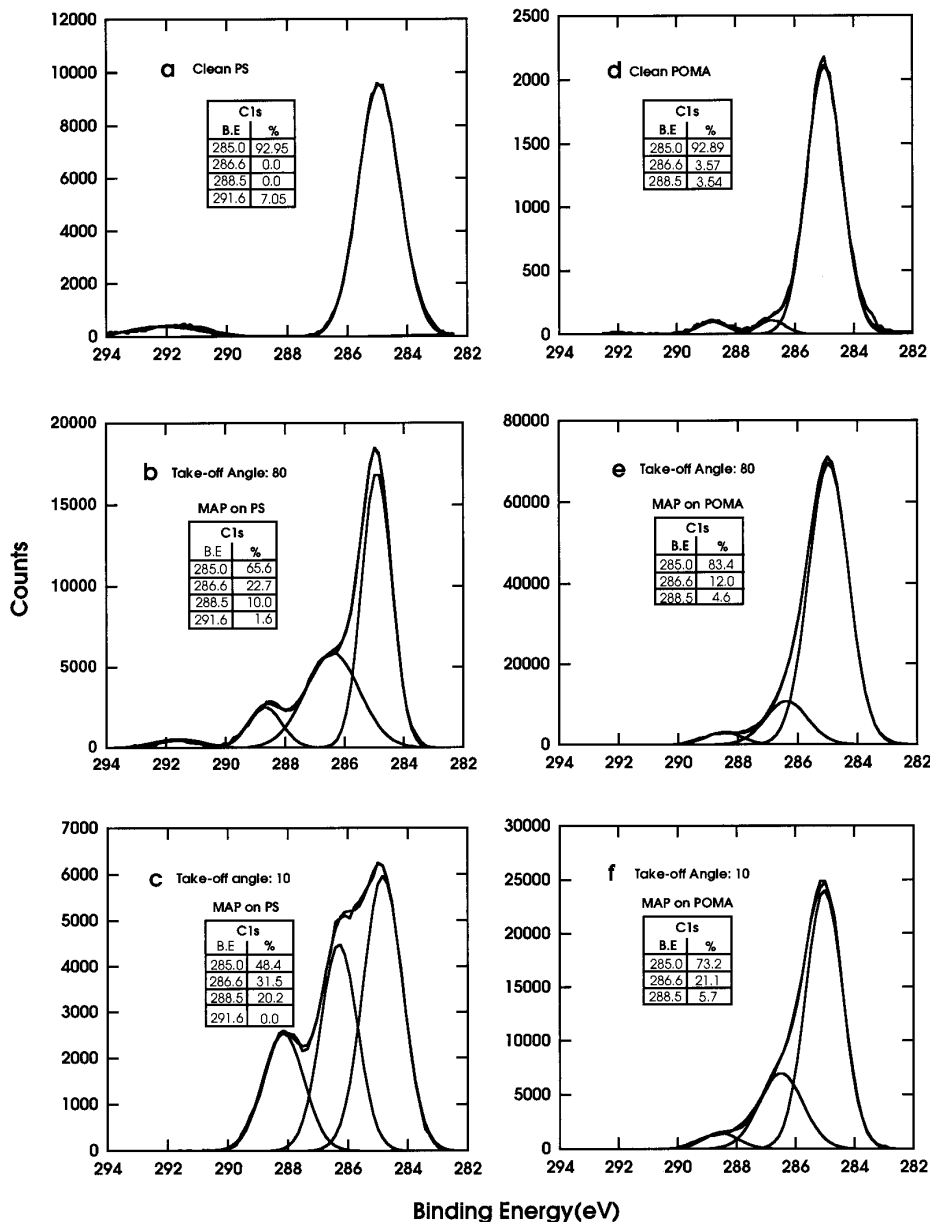 12000
10000
8000
6000
4000
2000
0
a Clean PS
C1s
B.E %
285.0 92.95
286.6 0.0
288.5 0.0
291.6 7.05
294 292 290 288 286 284 282
2500
2000
1500
1000
500
0
d Clean POMA
C1s
B.E %
285.0 92.89
286.6 3.57
288.5 3.54
294 292 290 288 286 284 282
20000
15000
10000
5000
0
b Take-off Angle: 80
MAP on PS
C1s
B.E %
285.0 65.6
286.6 22.7
288.5 10.0
291.6 1.6
294 292 290 288 286 284 282
80000
60000
40000
20000
0
e Take-off Angle: 80
MAP on POMA
C1s
B.E %
285.0 83.4
286.6 12.0
288.5 4.6
294 292 290 288 286 284 282
Counts
7000
6000
5000
4000
3000
2000
1000
0
c Take-off angle: 10
MAP on PS
C1s
B.E %
285.0 48.4
286.6 31.5
288.5 20.2
291.6 0.0
294 292 290 288 286 284 282
30000
25000
20000
15000
10000
5000
0
f Take-off Angle: 10
MAP on POMA
C1s
B.E %
285.0 73.2
286.6 21.1
288.5 5.7
294 292 290 288 286 284 282
Binding Energy(eV)